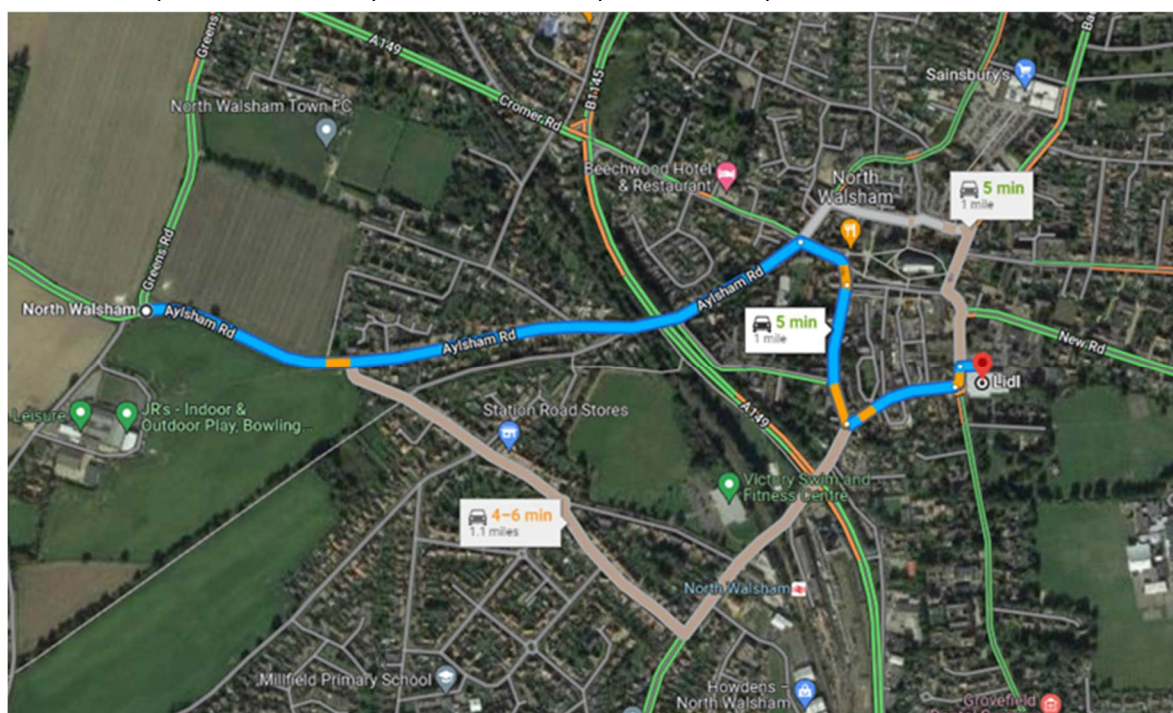 Greens
A149
Cromer Rd
B1145
Ba
Sainsbury's
North Walsham Town FC
Beechwood Hotel
& Restaurant
North
Walsham
5 min
1 mile
Greens Rd
North Walsham
Aylsham Rd
Aylsham Rd
Aylsham Rd
5 min
1 mile
New Rd
Lidl
Leisure
JR's - Indoor &
Outdoor Play, Bowling...
Station Road Stores
A149
Victory Swim and
Fitness Centre
4–6 min
1.1 miles
North Walsham
Millfield Primary School
Howdens –
North Walsham
Grovefield